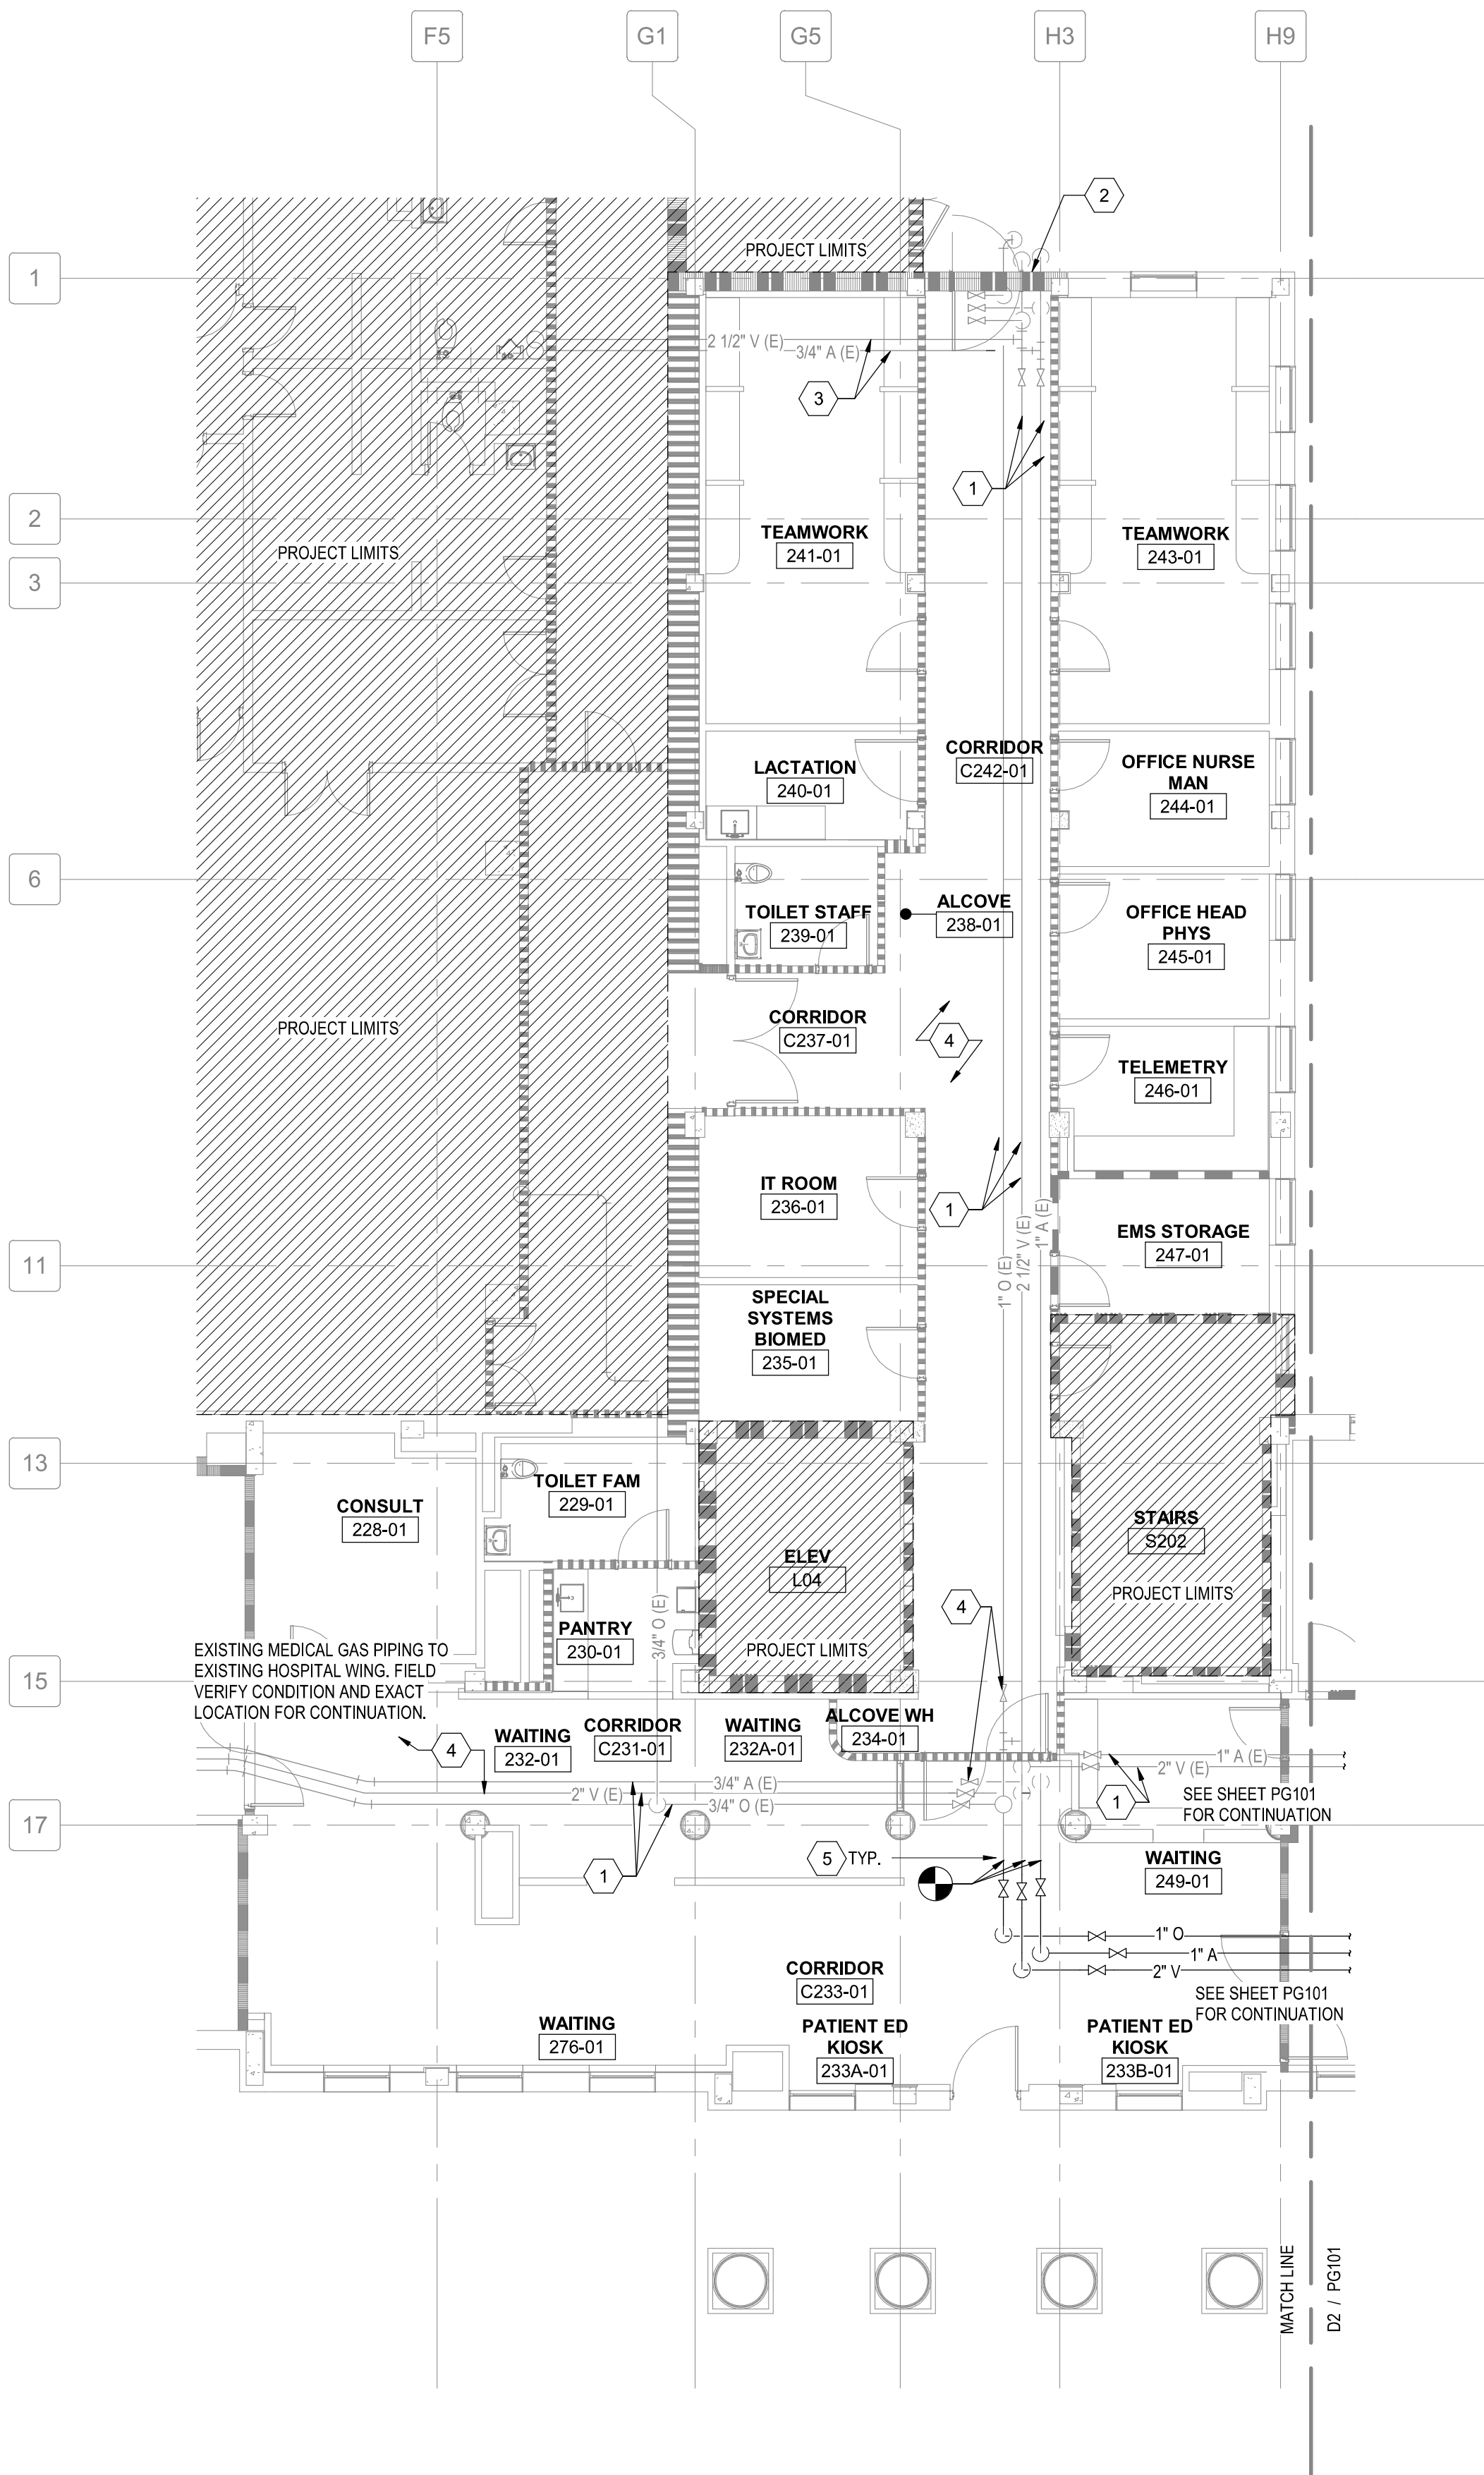 F5
G1
G5
H3
H9
2
PROJECT LIMITS
1
2 1/2" V (E)
3/4" A (E)
3
1
2
TEAMWORK
241-01
TEAMWORK
243-01
PROJECT LIMITS
3
CORRIDOR
C242-01
LACTATION
240-01
OFFICE NURSE
MAN
244-01
6
TOILET STAFF
239-01
ALCOVE
238-01
OFFICE HEAD
PHYS
245-01
PROJECT LIMITS
CORRIDOR
C237-01
4
TELEMETRY
246-01
IT ROOM
236-01
1
1" O (E)
2 1/2" V (E)
1" A (E)
EMS STORAGE
247-01
11
SPECIAL
SYSTEMS
BIOMED
235-01
13
TOILET FAM
229-01
CONSULT
228-01
STAIRS
S202
ELEV
L04
PROJECT LIMITS
4
PANTRY
230-01
3/4" O (E)
PROJECT LIMITS
EXISTING MEDICAL GAS PIPING TO
EXISTING HOSPITAL WING. FIELD
VERIFY CONDITION AND EXACT
LOCATION FOR CONTINUATION.
15
ALCOVE WH
234-01
WAITING
232-01
CORRIDOR
C231-01
WAITING
232A-01
4
1" A (E)
2" V (E)
3/4" A (E)
2" V (E)
3/4" O (E)
1
SEE SHEET PG101
FOR CONTINUATION
17
5
TYP.
1
WAITING
249-01
1" O
1" A
2" V
CORRIDOR
C233-01
SEE SHEET PG101
FOR CONTINUATION
WAITING
276-01
PATIENT ED
KIOSK
233A-01
PATIENT ED
KIOSK
233B-01
MATCH LINE
D2 / PG101